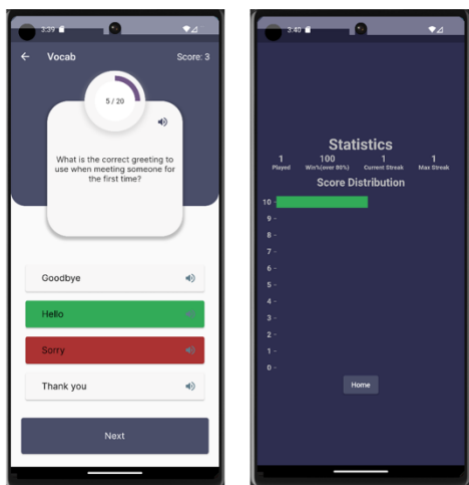 3:39
← Vocab Score: 3
5 / 20
What is the correct greeting to
use when meeting someone for
the first time?
Goodbye
Hello
Sorry
Thank you
Next
3:40
Statistics
1 100 1 1
Played Win%(over 80%) Current Streak Max Streak
Score Distribution
10 -
9 -
8 -
7 -
6 -
5 -
4 -
3 -
2 -
1 -
0 -
Home